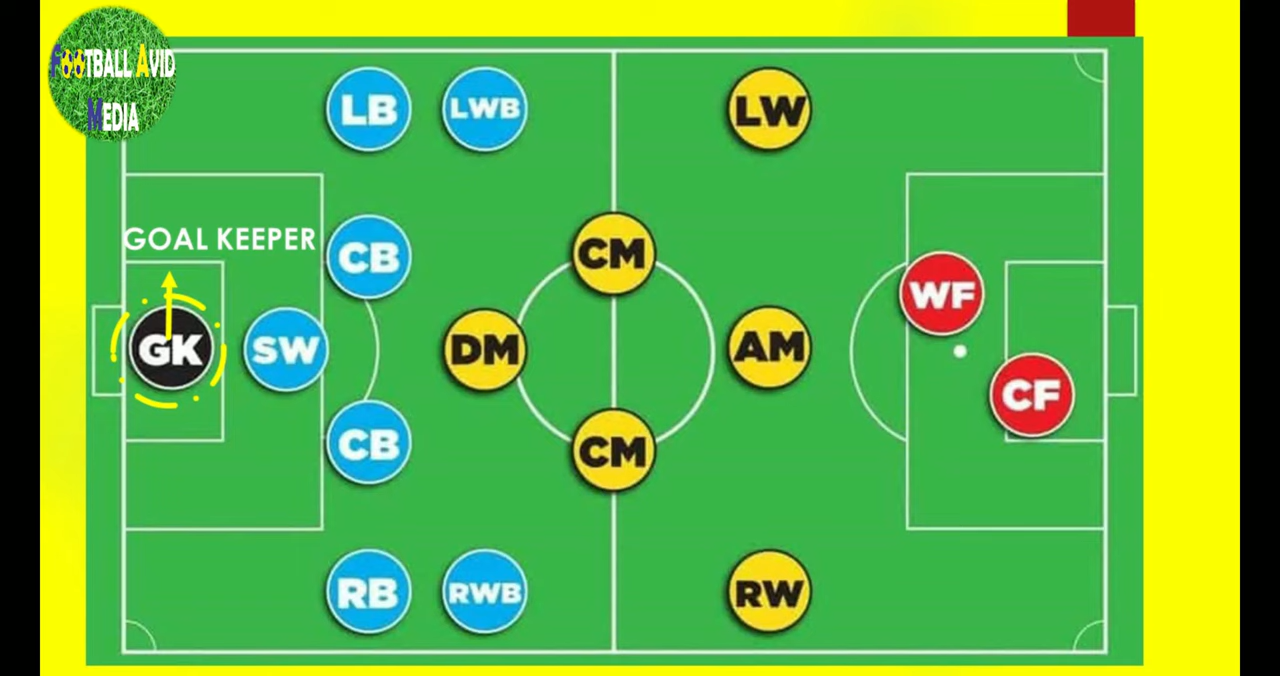 FOOTBALL AVID
MEDIA
LB
LWB
LW
GOAL KEEPER
CB
CM
WF
GK
SW
DM
AM
CF
CB
CM
RB
RWB
RW